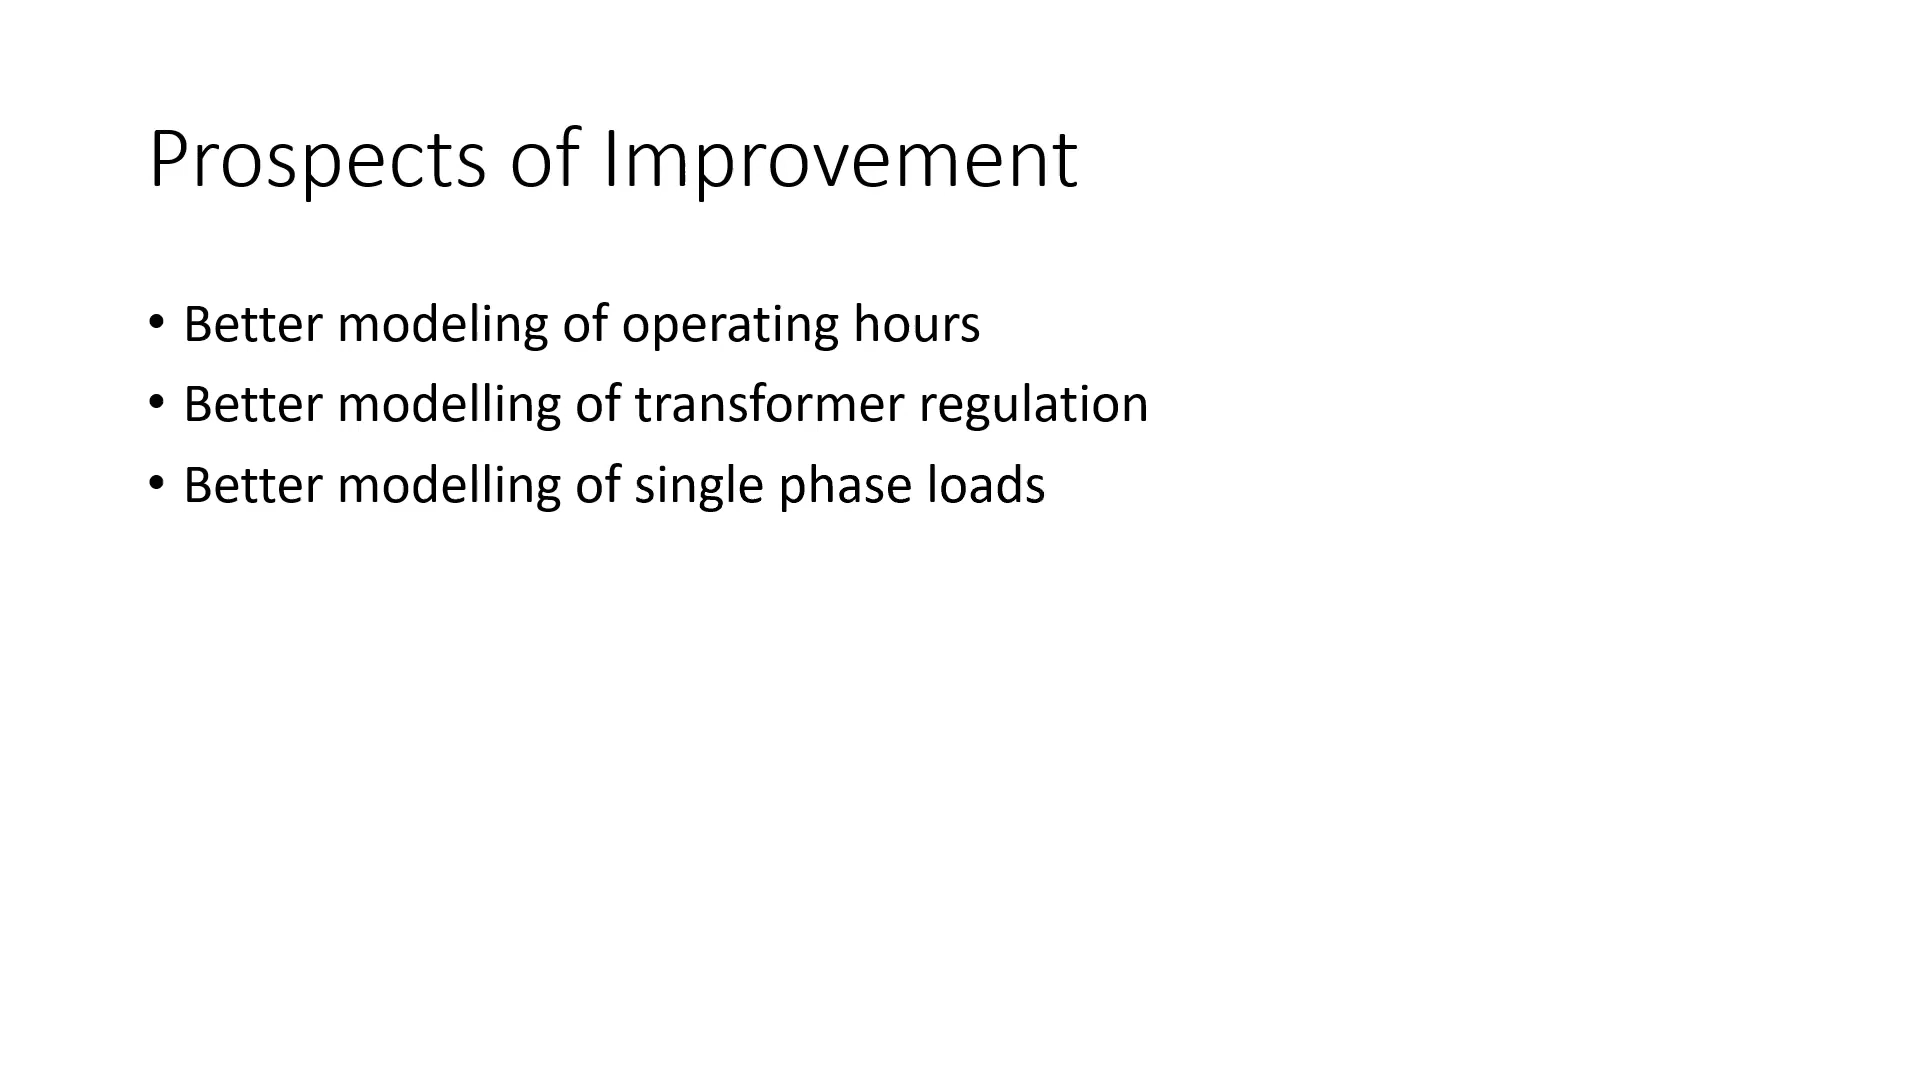 Prospects of Improvement
• Better modeling of operating hours
• Better modelling of transformer regulation
• Better modelling of single phase loads